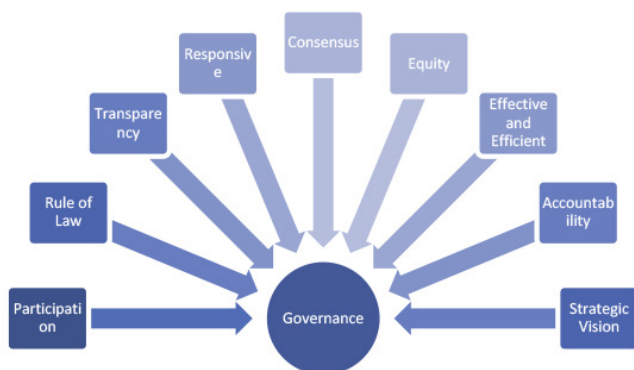 Consensus
Responsiv
e
Equity
Transpare
ncy
Effective
and
Efficient
Rule of
Law
Accountab
ility
Participati
on
Governance
Strategic
Vision